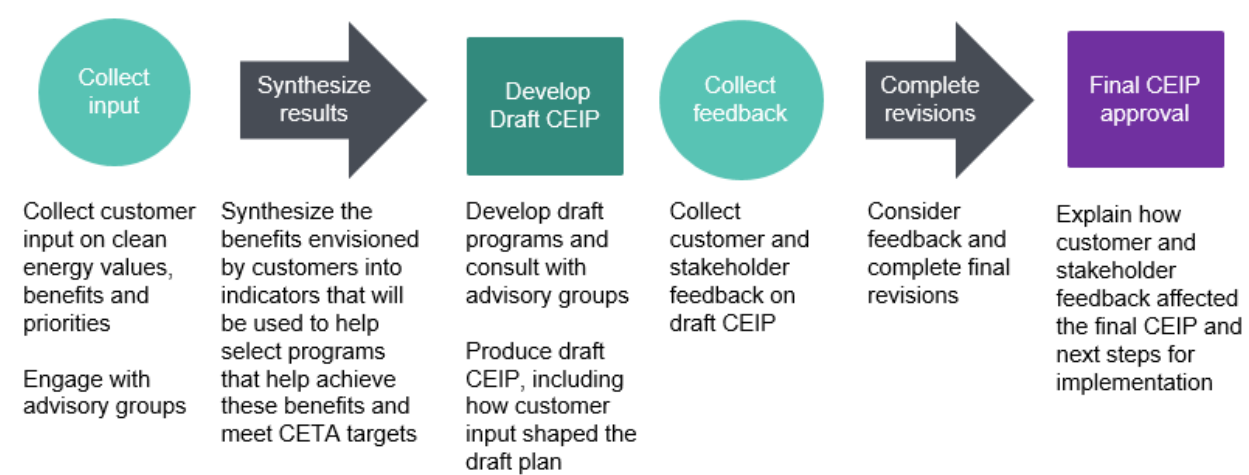 Collect
input
Synthesize
results
Develop
Draft CEIP
Collect
feedback
Complete
revisions
Final CEIP
approval
Collect customer
input on clean
energy values,
benefits and
priorities
Engage with
advisory groups
Synthesize the
benefits envisioned
by customers into
indicators that will
be used to help
select programs
that help achieve
these benefits and
meet CETA targets
Develop draft
programs and
consult with
advisory groups
Produce draft
CEIP, including
how customer
input shaped the
draft plan
Collect
customer and
stakeholder
feedback on
draft CEIP
Consider
feedback and
complete final
revisions
Explain how
customer and
stakeholder
feedback affected
the final CEIP and
next steps for
implementation